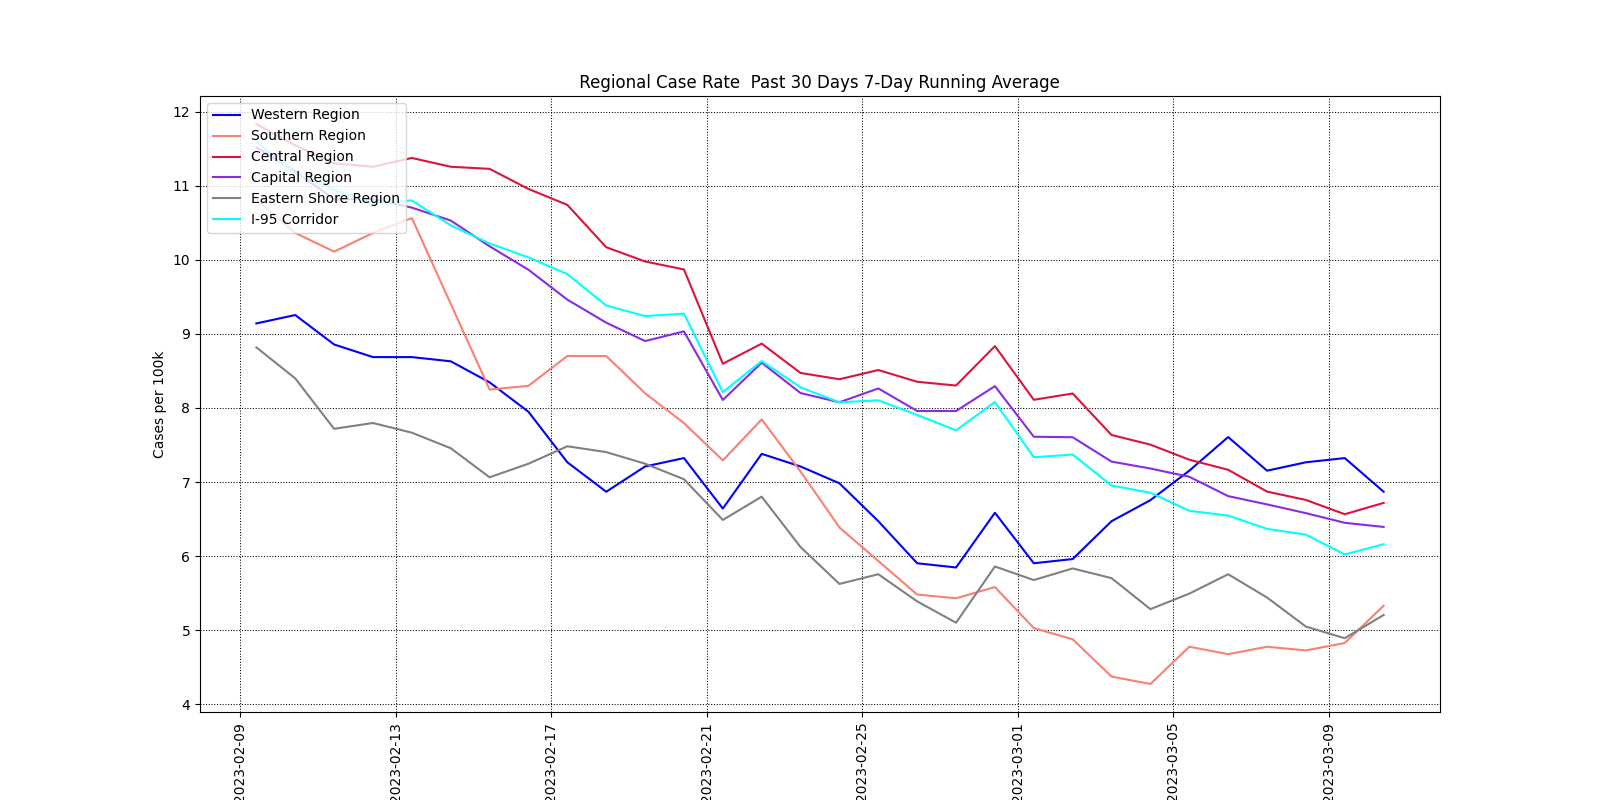 Regional Case Rate  Past 30 Days 7-Day Running Average
Western Region
Southern Region
Central Region
Capital Region
Eastern Shore Region
I-95 Corridor
Cases per 100k
12
11
10
9
8
7
6
5
4
2023-02-09
2023-02-13
2023-02-17
2023-02-21
2023-02-25
2023-03-01
2023-03-05
2023-03-09